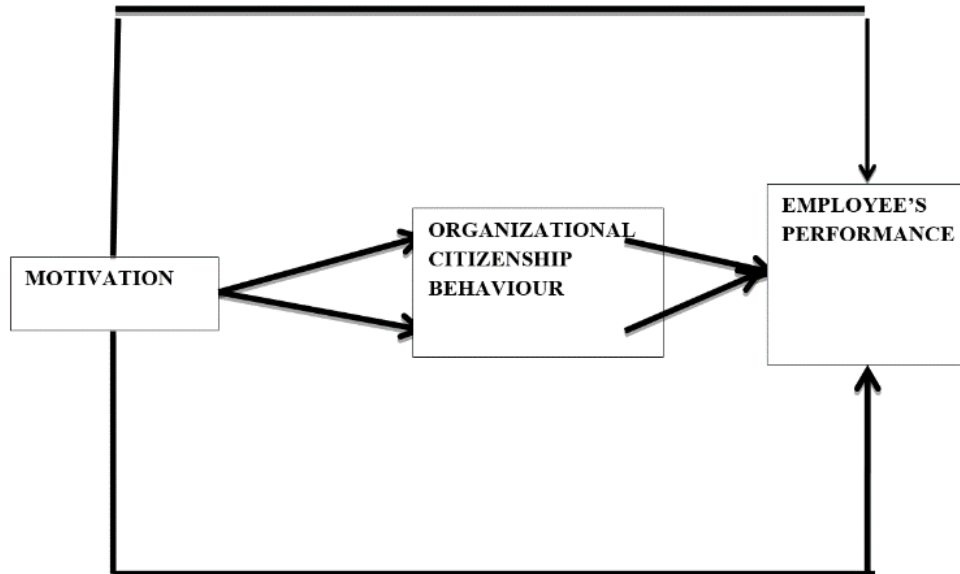 MOTIVATION
ORGANIZATIONAL
CITIZENSHIP
BEHAVIOUR
EMPLOYEE’S
PERFORMANCE